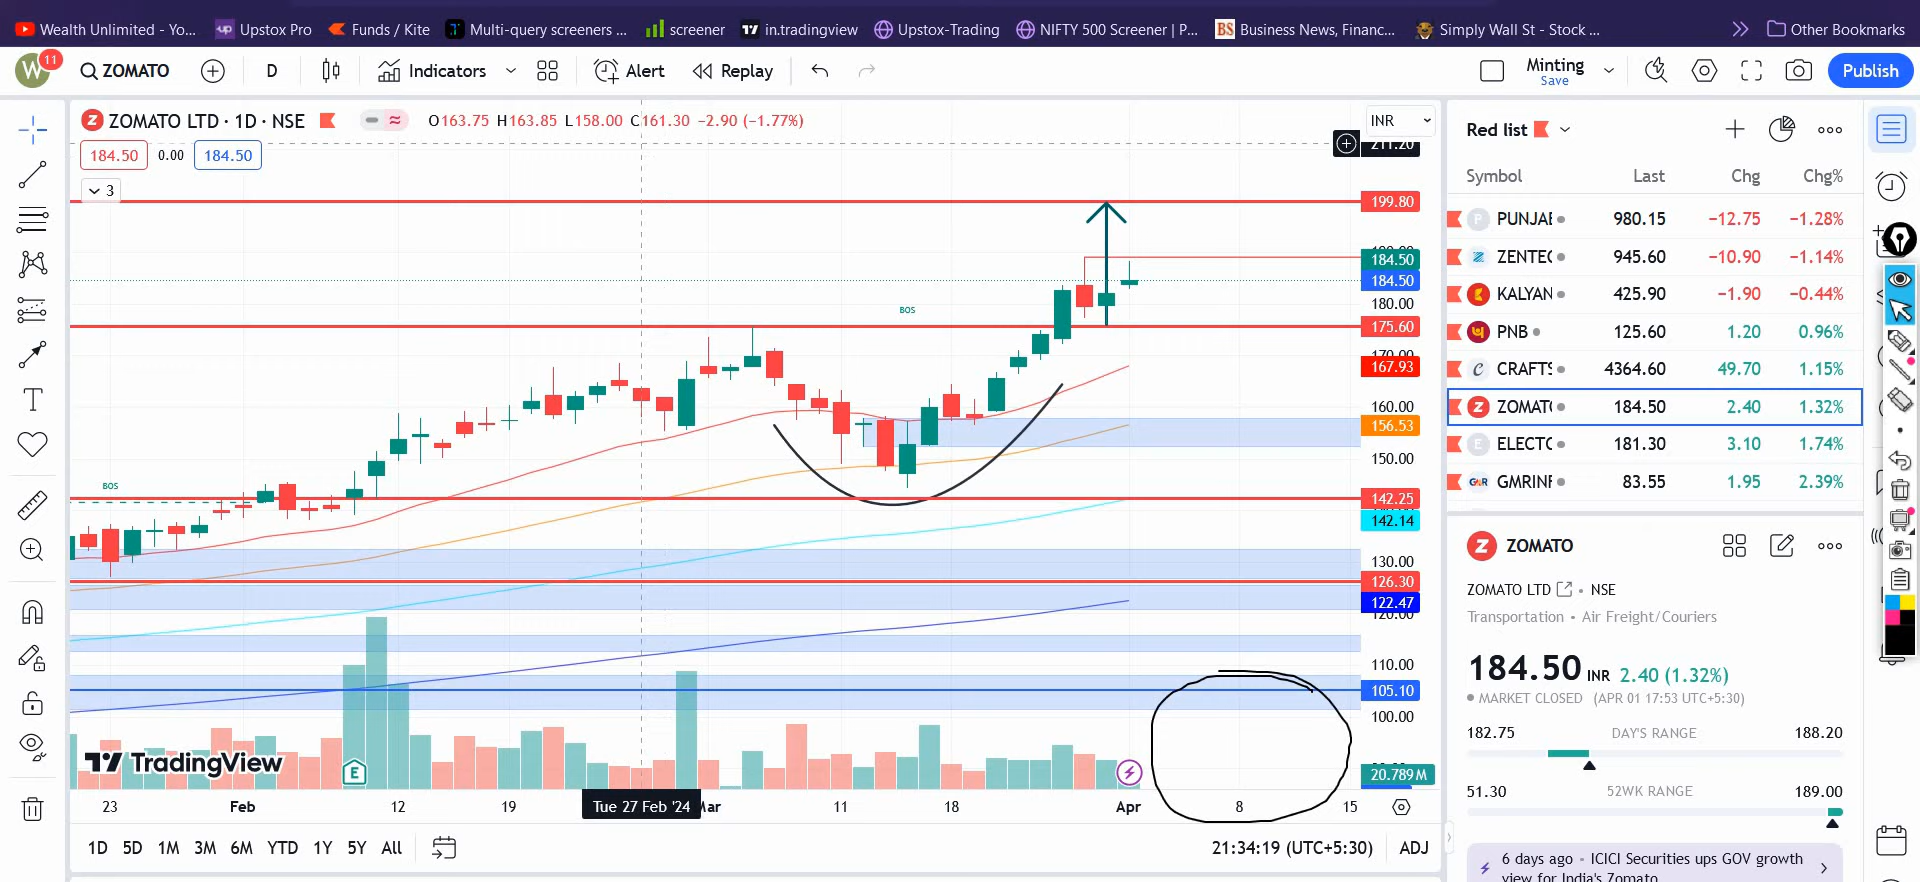 Wealth Unlimited - Yo... Upstox Pro Funds / Kite Multi-query screeners ... screener in.tradingview Upstox-Trading NIFTY 500 Screener | P... Business News, Financ... Simply Wall St - Stock ... Other Bookmarks
W 11 ZOMATO D Indicators Alert Replay Minting Save Publish
ZOMATO LTD · 1D · NSE O163.75 H163.85 L158.00 C161.30 −2.90 (−1.77%) INR
184.50 0.00 184.50
3
211.20
199.80
184.50
184.50
180.00
175.60
167.93
160.00
156.53
150.00
142.25
142.14
130.00
126.30
122.47
110.00
105.10
100.00
20.789M
BOS
BOS
TradingView
E
23 Feb 12 19 Tue 27 Feb '24 11 18 Apr 8 15
1D 5D 1M 3M 6M YTD 1Y 5Y All 21:34:19 (UTC+5:30) ADJ
Red list
Symbol Last Chg Chg%
PUNJAB 980.15 −12.75 −1.28%
ZENTEC 945.60 −10.90 −1.14%
KALYAN 425.90 −1.90 −0.44%
PNB 125.60 1.20 0.96%
CRAFTS 4364.60 49.70 1.15%
ZOMATO 184.50 2.40 1.32%
ELECTC 181.30 3.10 1.74%
GMRINF 83.55 1.95 2.39%
ZOMATO
ZOMATO LTD • NSE
Transportation • Air Freight/Couriers
184.50 INR 2.40 (1.32%)
MARKET CLOSED (APR 01 17:53 UTC+5:30)
182.75 DAY'S RANGE 188.20
51.30 52WK RANGE 189.00
6 days ago • ICICI Securities ups GOV growth
view for India's Zomato